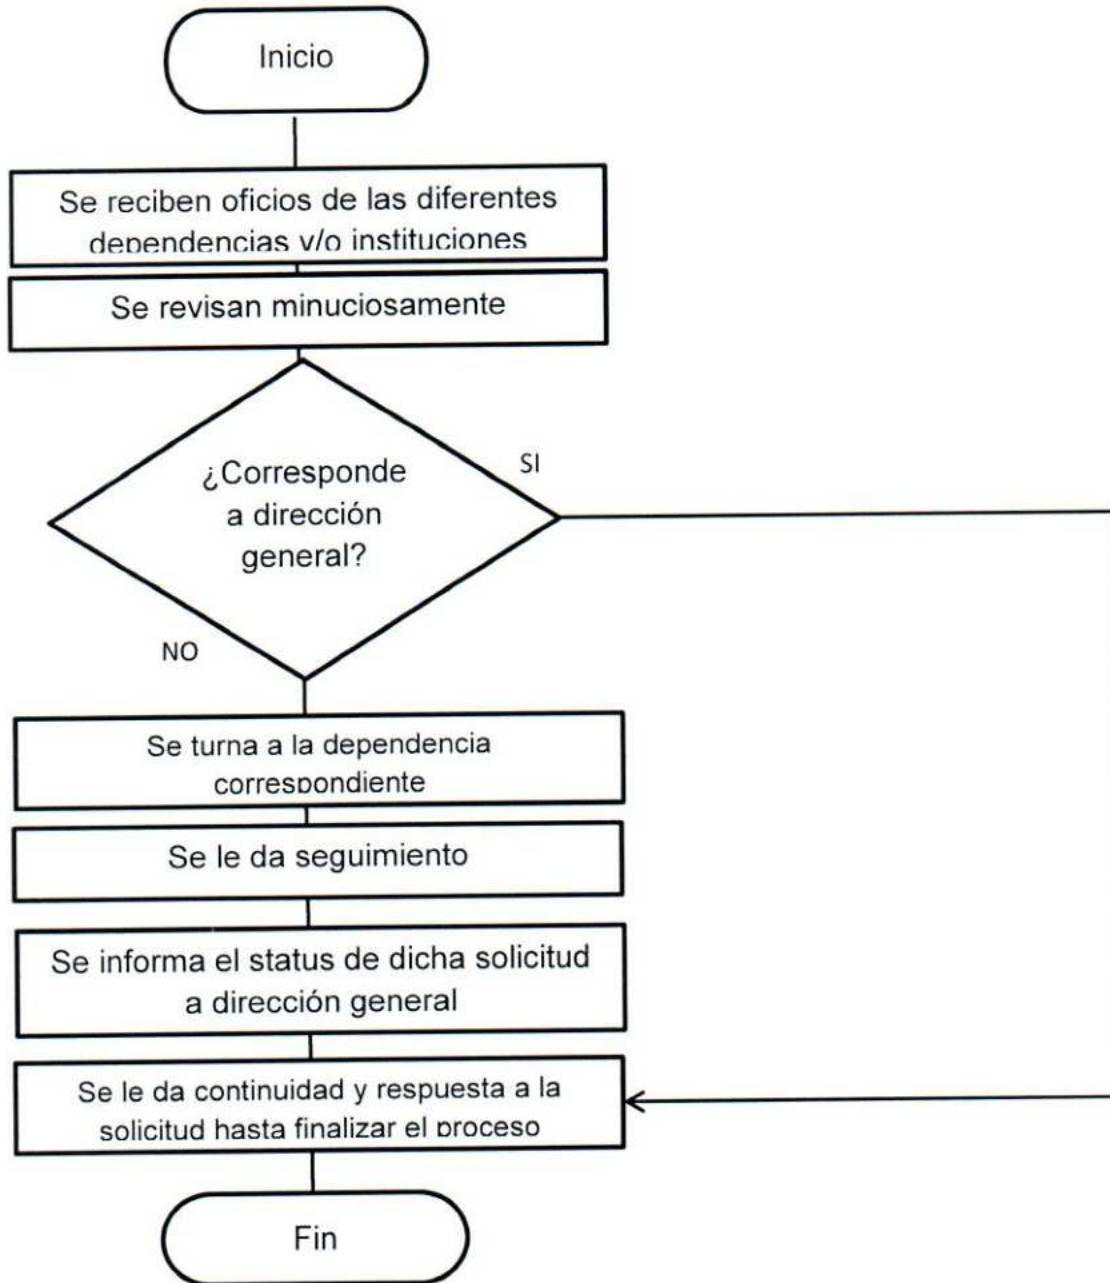 Inicio
Se reciben oficios de las diferentes
dependencias y/o instituciones
Se revisan minuciosamente
¿Corresponde
a dirección
general?
SI
NO
Se turna a la dependencia
correspondiente
Se le da seguimiento
Se informa el status de dicha solicitud
a dirección general
Se le da continuidad y respuesta a la
solicitud hasta finalizar el proceso
Fin